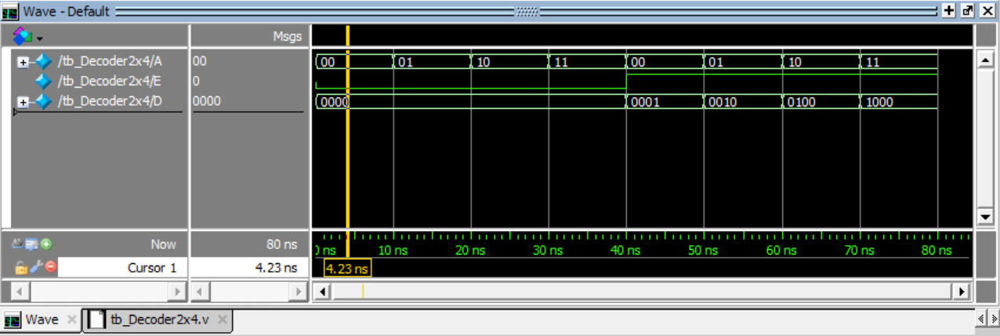 Wave - Default
Msgs
/tb_Decoder2x4/A 00 00 01 10 11 00 01 10 11
/tb_Decoder2x4/E 0
/tb_Decoder2x4/D 0000 0000 0001 0010 0100 1000
Now 80 ns ns 10 ns 20 ns 30 ns 40 ns 50 ns 60 ns 70 ns 80 ns
Cursor 1 4.23 ns 4.23 ns
Wave tb_Decoder2x4.v